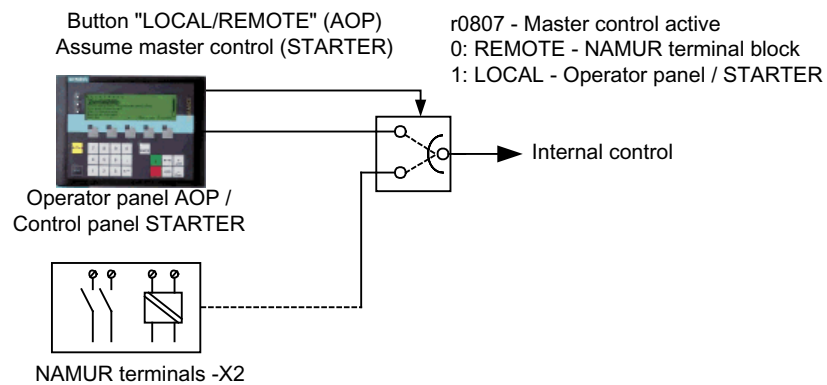 Button "LOCAL/REMOTE" (AOP)
Assume master control (STARTER)
r0807 - Master control active
0: REMOTE - NAMUR terminal block
1: LOCAL - Operator panel / STARTER
Internal control
Operator panel AOP /
Control panel STARTER
NAMUR terminals -X2